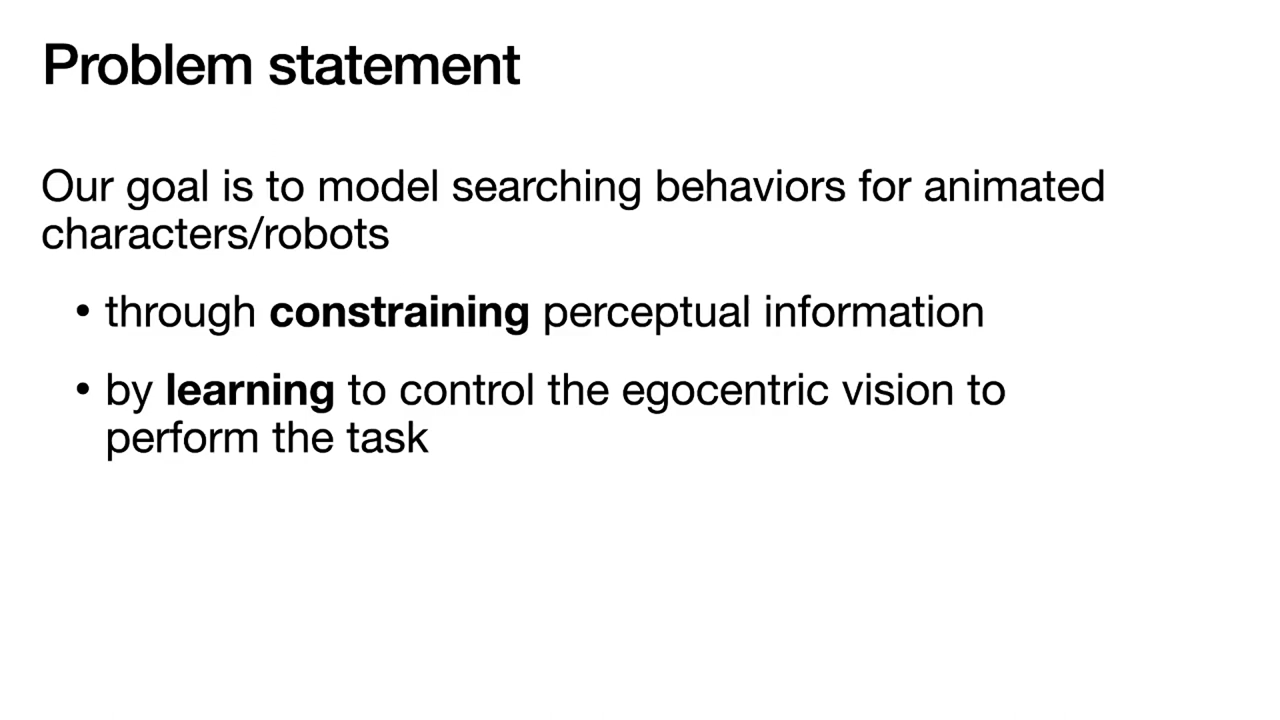 Problem statement
Our goal is to model searching behaviors for animated
characters/robots
• through constraining perceptual information
• by learning to control the egocentric vision to
perform the task